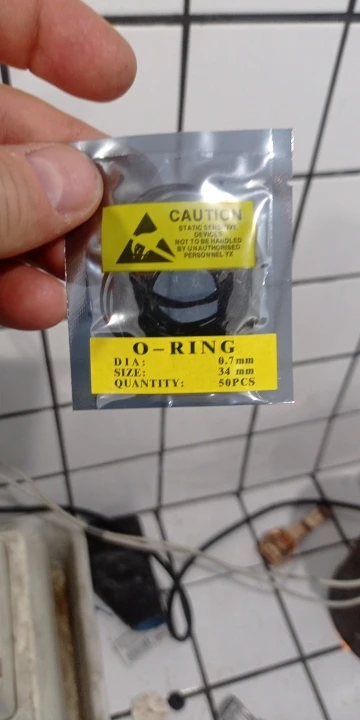 CAUTION
STATIC SENSITIVE
DEVICES
NOT TO BE HANDLED
BY UNAUTHORISED
PERSONNEL YX
O-RING
DIA: 0.7mm
SIZE: 34 mm
QUANTITY: 50PCS